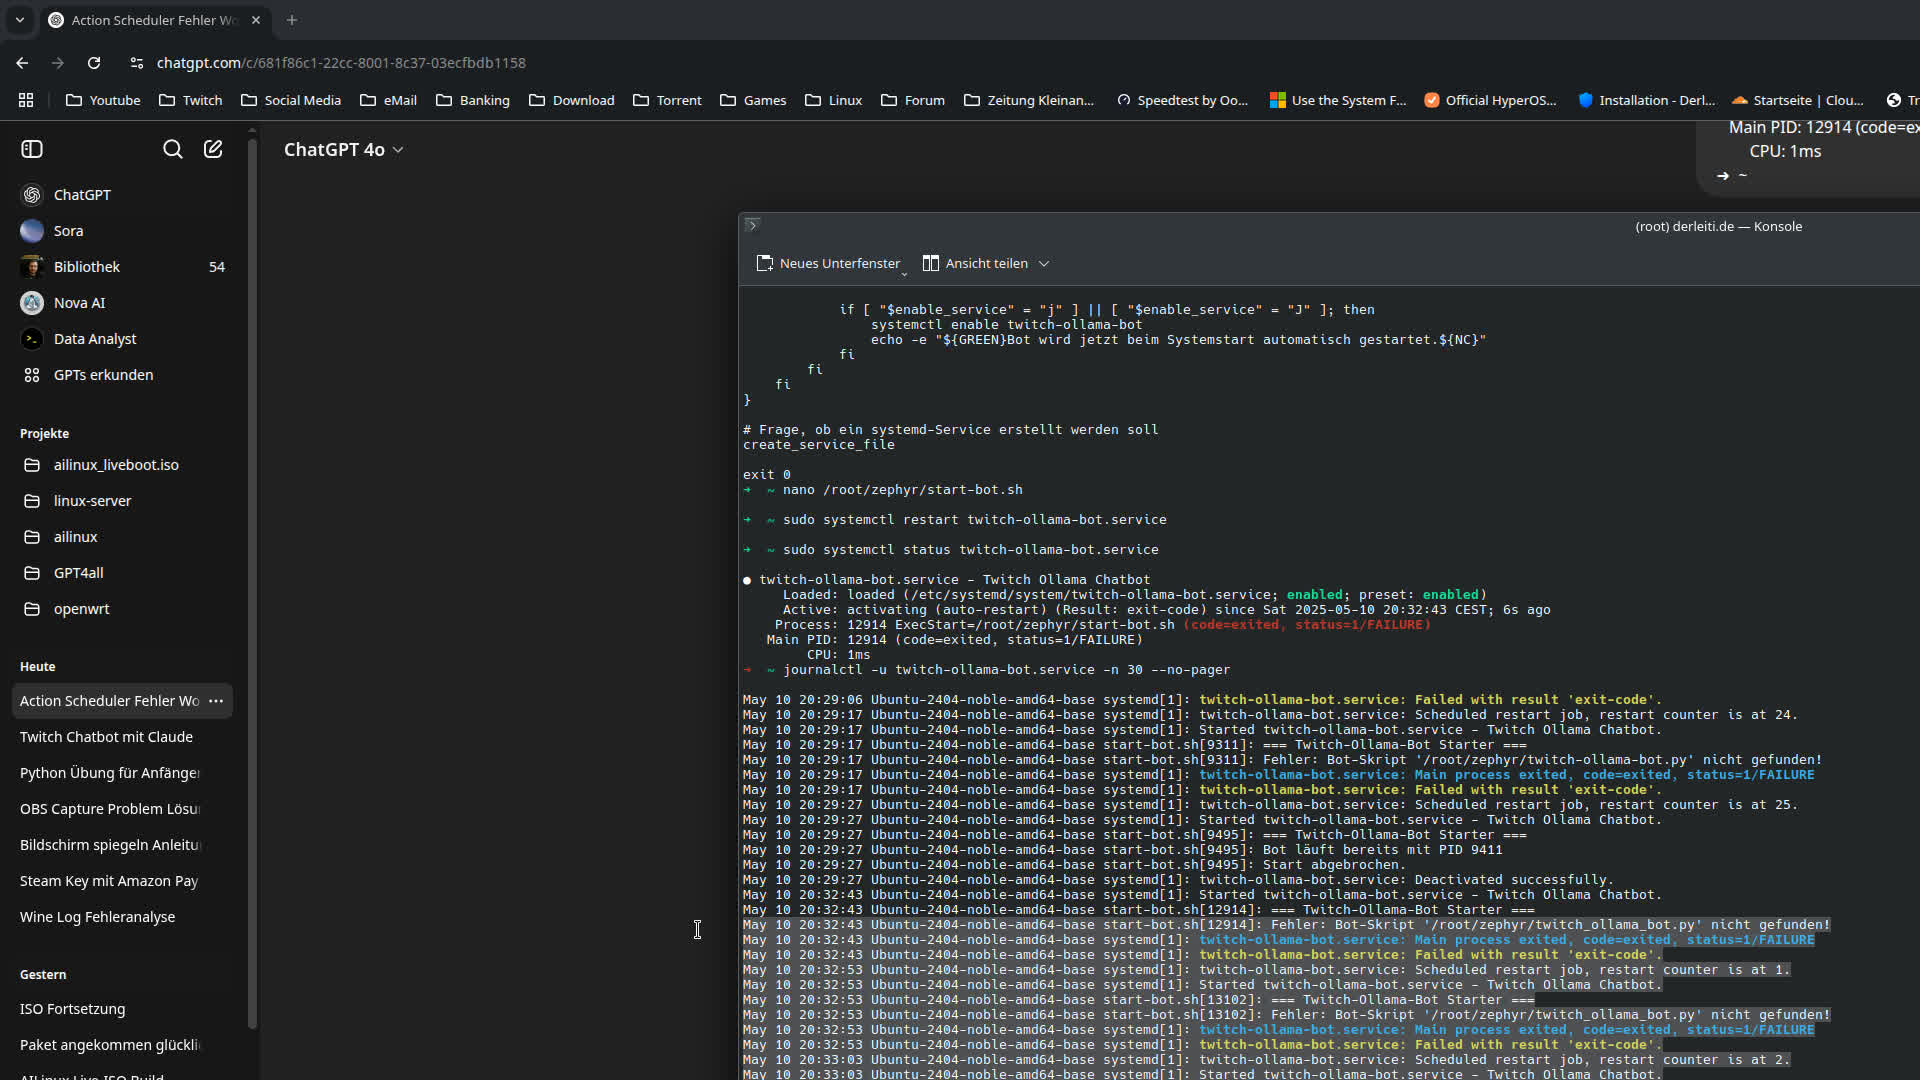 Action Scheduler Fehler Wo
chatgpt.com/c/681f86c1-22cc-8001-8c37-03ecfbdb1158
Youtube
Twitch
Social Media
eMail
Banking
Download
Torrent
Games
Linux
Forum
Zeitung Kleinan...
Speedtest by Oo...
Use the System F...
Official HyperOS...
Installation - Derl...
Startseite | Clou...
Tr
ChatGPT
Sora
Bibliothek 54
Nova AI
Data Analyst
GPTs erkunden
Projekte
ailinux_liveboot.iso
linux-server
ailinux
GPT4all
openwrt
Heute
Action Scheduler Fehler Wo ...
Twitch Chatbot mit Claude
Python Übung für Anfänger
OBS Capture Problem Lösu
Bildschirm spiegeln Anleitu
Steam Key mit Amazon Pay
Wine Log Fehleranalyse
Gestern
ISO Fortsetzung
Paket angekommen glückli
AILinux Live ISO Build
ChatGPT 4o
Main PID: 12914 (code=ex
CPU: 1ms
➜ ~
(root) derleiti.de — Konsole
Neues Unterfenster
Ansicht teilen
if [ "$enable_service" = "j" ] || [ "$enable_service" = "J" ]; then
systemctl enable twitch-ollama-bot
echo -e "${GREEN}Bot wird jetzt beim Systemstart automatisch gestartet.${NC}"
fi
fi
fi
}
# Frage, ob ein systemd-Service erstellt werden soll
create_service_file
exit 0
➜ ~ nano /root/zephyr/start-bot.sh
➜ ~ sudo systemctl restart twitch-ollama-bot.service
➜ ~ sudo systemctl status twitch-ollama-bot.service
● twitch-ollama-bot.service - Twitch Ollama Chatbot
Loaded: loaded (/etc/systemd/system/twitch-ollama-bot.service; enabled; preset: enabled)
Active: activating (auto-restart) (Result: exit-code) since Sat 2025-05-10 20:32:43 CEST; 6s ago
Process: 12914 ExecStart=/root/zephyr/start-bot.sh (code=exited, status=1/FAILURE)
Main PID: 12914 (code=exited, status=1/FAILURE)
CPU: 1ms
➜ ~ journalctl -u twitch-ollama-bot.service -n 30 --no-pager
May 10 20:29:06 Ubuntu-2404-noble-amd64-base systemd[1]: twitch-ollama-bot.service: Failed with result 'exit-code'.
May 10 20:29:17 Ubuntu-2404-noble-amd64-base systemd[1]: twitch-ollama-bot.service: Scheduled restart job, restart counter is at 24.
May 10 20:29:17 Ubuntu-2404-noble-amd64-base systemd[1]: Started twitch-ollama-bot.service - Twitch Ollama Chatbot.
May 10 20:29:17 Ubuntu-2404-noble-amd64-base start-bot.sh[9311]: === Twitch-Ollama-Bot Starter ===
May 10 20:29:17 Ubuntu-2404-noble-amd64-base start-bot.sh[9311]: Fehler: Bot-Skript '/root/zephyr/twitch-ollama-bot.py' nicht gefunden!
May 10 20:29:17 Ubuntu-2404-noble-amd64-base systemd[1]: twitch-ollama-bot.service: Main process exited, code=exited, status=1/FAILURE
May 10 20:29:17 Ubuntu-2404-noble-amd64-base systemd[1]: twitch-ollama-bot.service: Failed with result 'exit-code'.
May 10 20:29:27 Ubuntu-2404-noble-amd64-base systemd[1]: twitch-ollama-bot.service: Scheduled restart job, restart counter is at 25.
May 10 20:29:27 Ubuntu-2404-noble-amd64-base systemd[1]: Started twitch-ollama-bot.service - Twitch Ollama Chatbot.
May 10 20:29:27 Ubuntu-2404-noble-amd64-base start-bot.sh[9495]: === Twitch-Ollama-Bot Starter ===
May 10 20:29:27 Ubuntu-2404-noble-amd64-base start-bot.sh[9495]: Bot läuft bereits mit PID 9411
May 10 20:29:27 Ubuntu-2404-noble-amd64-base start-bot.sh[9495]: Start abgebrochen.
May 10 20:29:27 Ubuntu-2404-noble-amd64-base systemd[1]: twitch-ollama-bot.service: Deactivated successfully.
May 10 20:32:43 Ubuntu-2404-noble-amd64-base systemd[1]: Started twitch-ollama-bot.service - Twitch Ollama Chatbot.
May 10 20:32:43 Ubuntu-2404-noble-amd64-base start-bot.sh[12914]: === Twitch-Ollama-Bot Starter ===
May 10 20:32:43 Ubuntu-2404-noble-amd64-base start-bot.sh[12914]: Fehler: Bot-Skript '/root/zephyr/twitch_ollama_bot.py' nicht gefunden!
May 10 20:32:43 Ubuntu-2404-noble-amd64-base systemd[1]: twitch-ollama-bot.service: Main process exited, code=exited, status=1/FAILURE
May 10 20:32:43 Ubuntu-2404-noble-amd64-base systemd[1]: twitch-ollama-bot.service: Failed with result 'exit-code'.
May 10 20:32:53 Ubuntu-2404-noble-amd64-base systemd[1]: twitch-ollama-bot.service: Scheduled restart job, restart counter is at 1.
May 10 20:32:53 Ubuntu-2404-noble-amd64-base systemd[1]: Started twitch-ollama-bot.service - Twitch Ollama Chatbot.
May 10 20:32:53 Ubuntu-2404-noble-amd64-base start-bot.sh[13102]: === Twitch-Ollama-Bot Starter ===
May 10 20:32:53 Ubuntu-2404-noble-amd64-base start-bot.sh[13102]: Fehler: Bot-Skript '/root/zephyr/twitch_ollama_bot.py' nicht gefunden!
May 10 20:32:53 Ubuntu-2404-noble-amd64-base systemd[1]: twitch-ollama-bot.service: Main process exited, code=exited, status=1/FAILURE
May 10 20:32:53 Ubuntu-2404-noble-amd64-base systemd[1]: twitch-ollama-bot.service: Failed with result 'exit-code'.
May 10 20:33:03 Ubuntu-2404-noble-amd64-base systemd[1]: twitch-ollama-bot.service: Scheduled restart job, restart counter is at 2.
May 10 20:33:03 Ubuntu-2404-noble-amd64-base systemd[1]: Started twitch-ollama-bot.service - Twitch Ollama Chatbot.